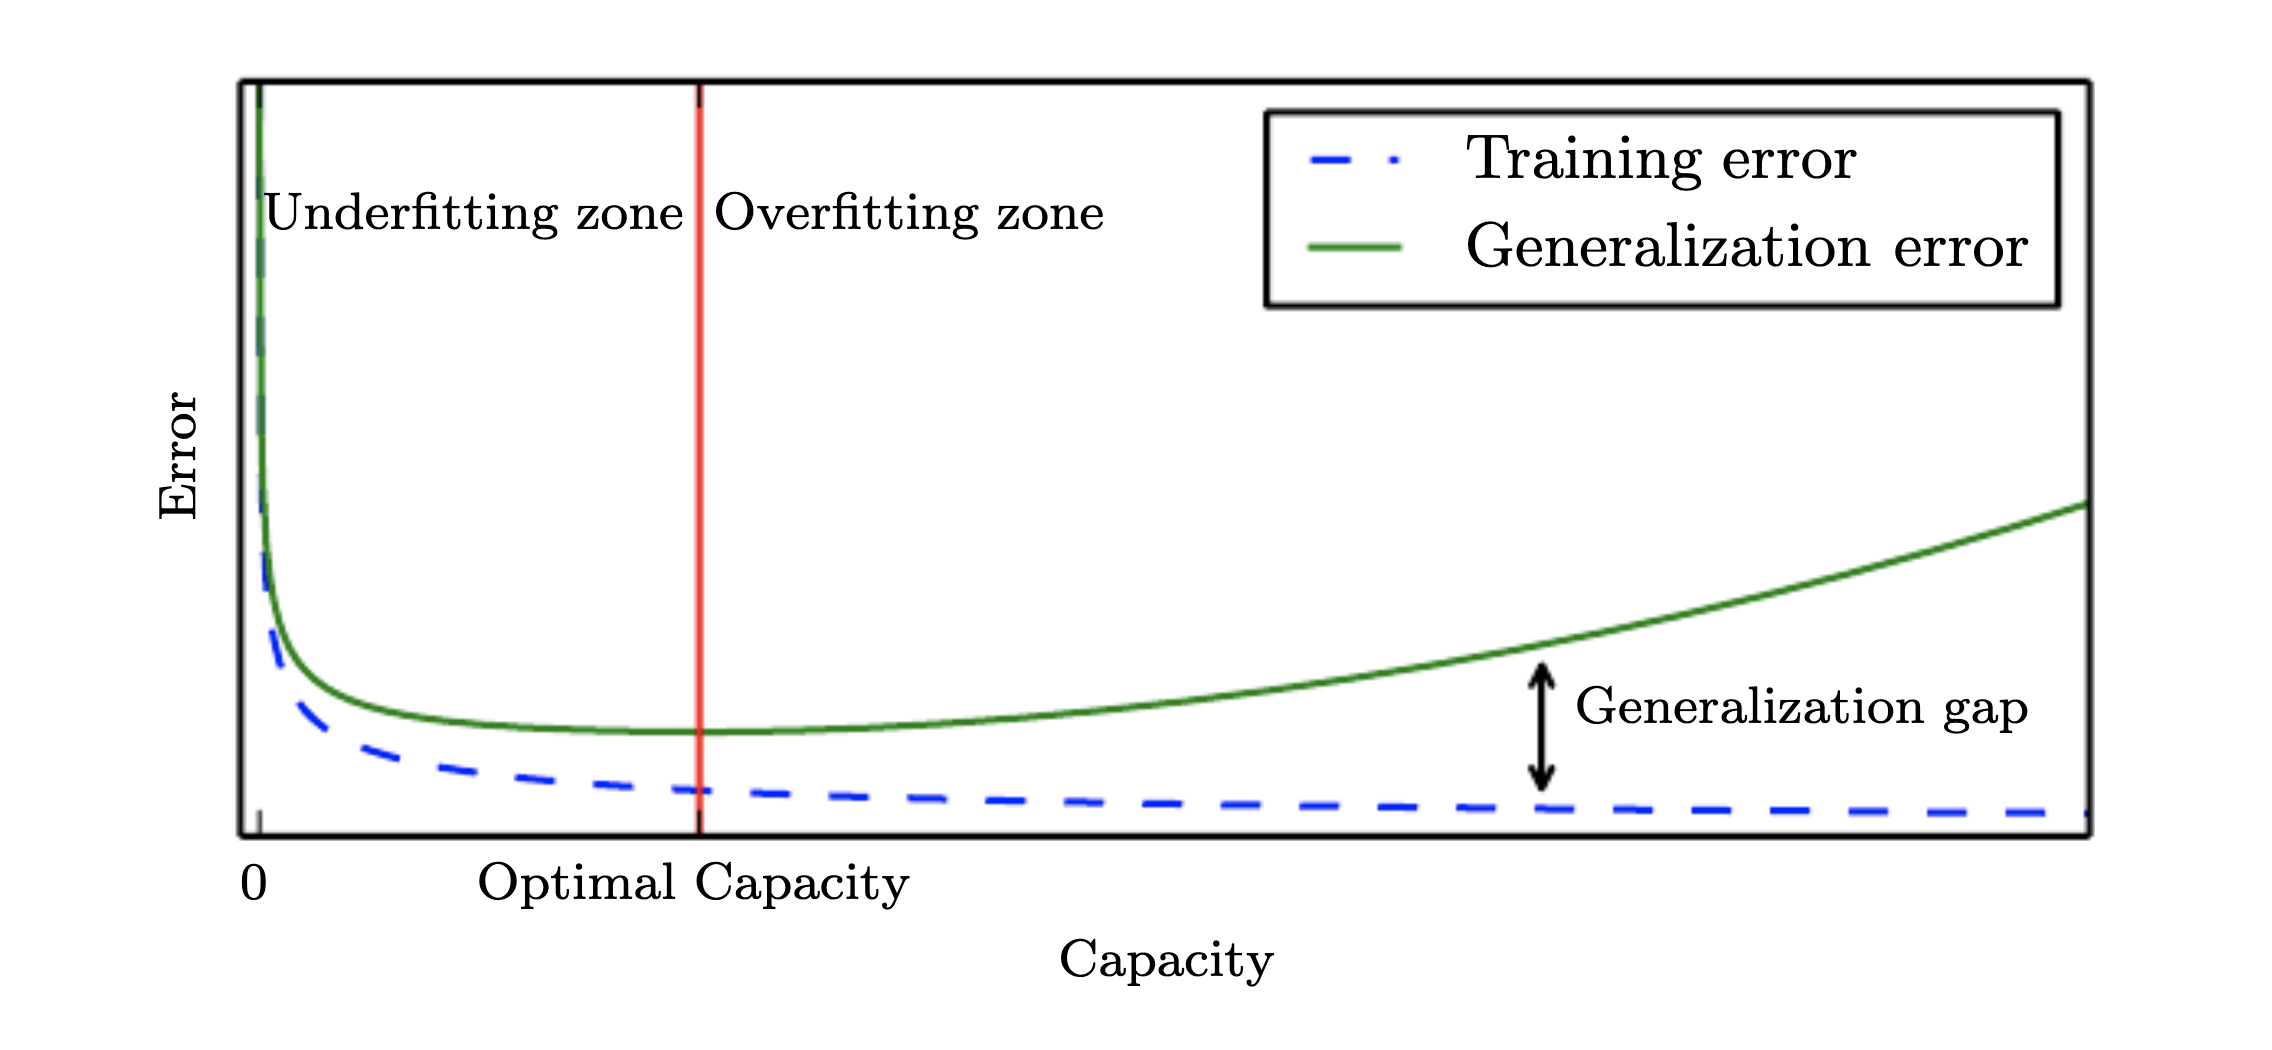 Training error
Underfitting zone Overfitting zone
Generalization error
Error
Generalization gap
0 Optimal Capacity
Capacity